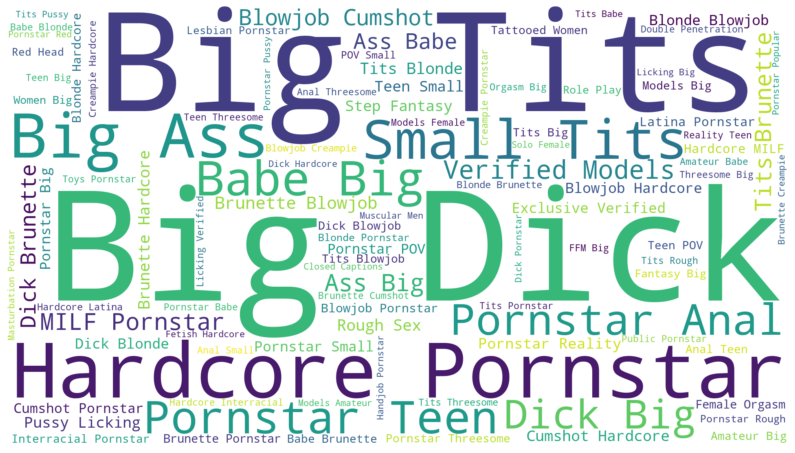 Big Tits
Big Dick
Hardcore Pornstar
Big Ass
Small Tits
Babe Big
Pornstar Teen
Pornstar Anal
Dick Big
Verified Models
Tits Pussy
Babe Blonde
Pornstar Red
Red Head
Teen Big
Women Big
Blonde Hardcore
Creampie Hardcore
Lesbian Pornstar
Blowjob Cumshot
Ass Babe
POV Small
Tits Blonde
Anal Threesome
Teen Small
Step Fantasy
Pornstar Pussy
Teen Threesome
Tattooed Women
Tits Babe
Double Penetration
Blonde Blowjob
Licking Big
Models Big
Orgasm Big
Role Play
Creampie Pornstar
Models Female
Latina Pornstar
Tits Big
Reality Teen
Solo Female
Hardcore MILF
Tits Brunette
Pornstar Popular
Blowjob Creampie
Dick Hardcore
Amateur Babe
Threesome Big
Blonde Brunette
Blowjob Hardcore
Brunette Creampie
Toys Pornstar
Pornstar Big
Dick Brunette
Brunette Hardcore
Masturbation Pornstar
Licking Verified
Brunette Blowjob
Muscular Men
Dick Blowjob
Blonde Pornstar
Pornstar POV
Tits Blowjob
Closed Captions
Ass Big
Brunette Cumshot
Exclusive Verified
Dick Pornstar
FFM Big
Teen POV
Tits Rough
Fantasy Big
Hardcore Latina
Pornstar Babe
Blowjob Pornstar
Tits Pornstar
MILF Pornstar
Rough Sex
Fetish Hardcore
Dick Blonde
Anal Small
Pornstar Small
Handjob Pornstar
Pornstar Reality
Public Pornstar
Anal Teen
Cumshot Pornstar
Hardcore Interracial
Models Amateur
Tits Threesome
Female Orgasm
Pussy Licking
Pornstar Rough
Interracial Pornstar
Brunette Pornstar
Babe Brunette
Pornstar Threesome
Cumshot Hardcore
Amateur Big